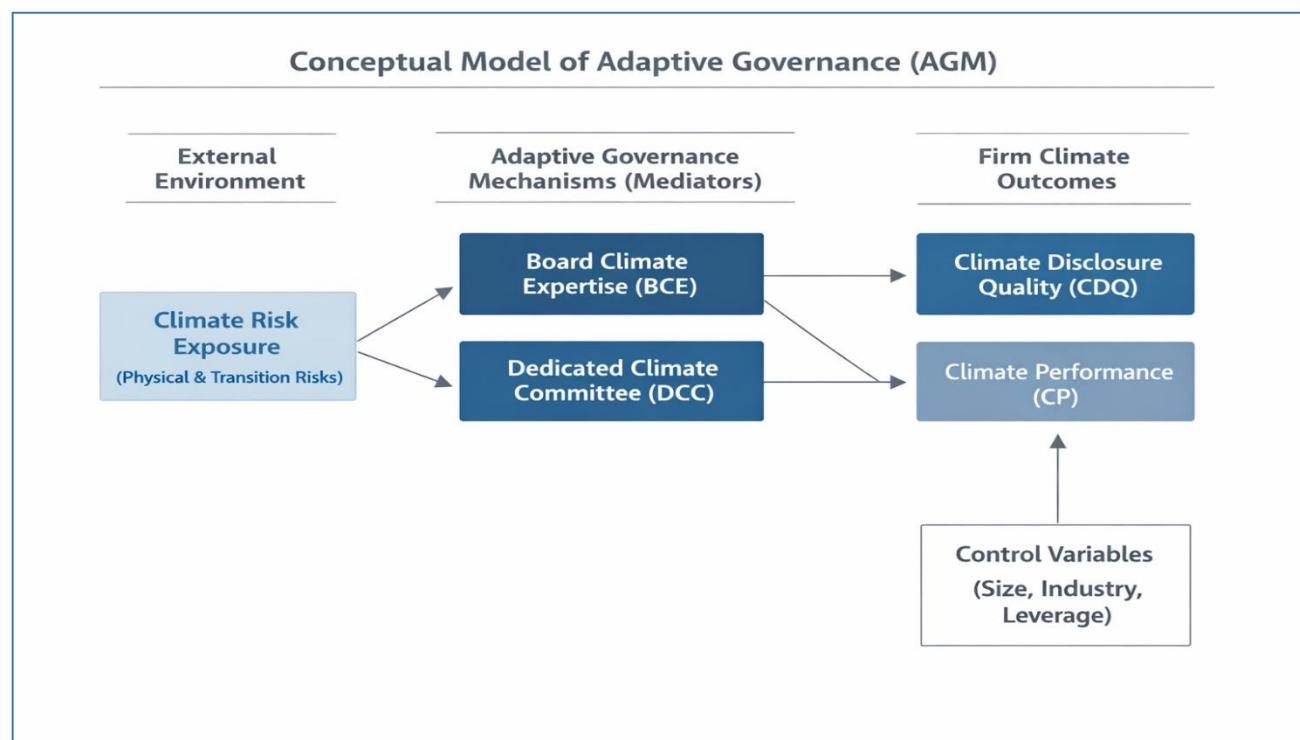 Conceptual Model of Adaptive Governance (AGM)
External
Environment
Adaptive Governance
Mechanisms (Mediators)
Firm Climate
Outcomes
Climate Risk
Exposure
(Physical & Transition Risks)
Board Climate
Expertise (BCE)
Dedicated Climate
Committee (DCC)
Climate Disclosure
Quality (CDQ)
Climate Performance
(CP)
Control Variables
(Size, Industry,
Leverage)